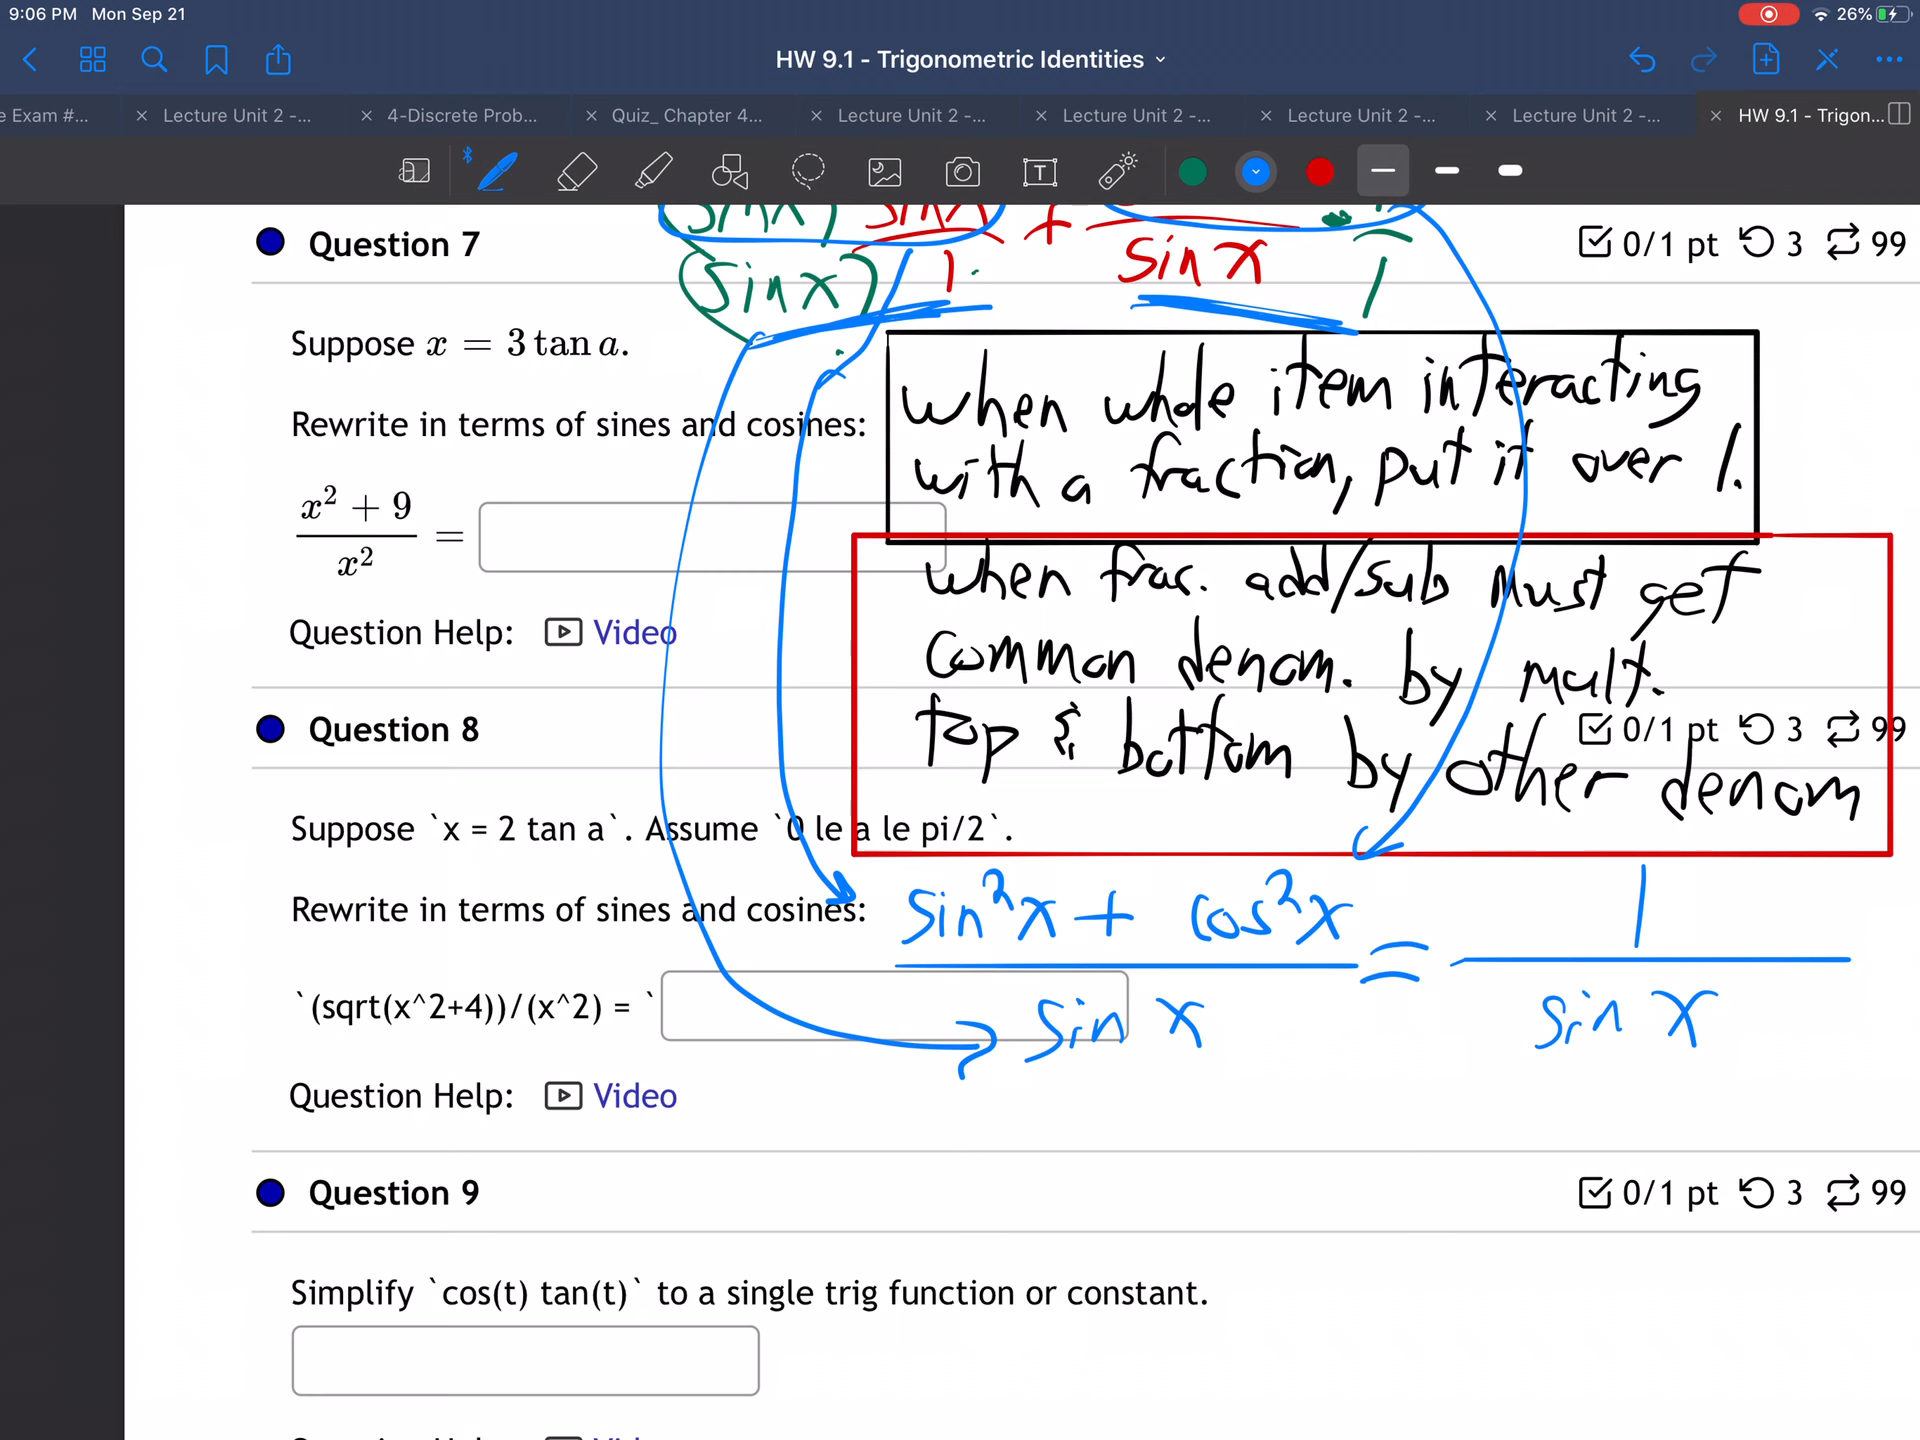 9:06 PM Mon Sep 21
26%
HW 9.1 - Trigonometric Identities
e Exam #...
Lecture Unit 2 -...
4-Discrete Prob...
Quiz_ Chapter 4...
Lecture Unit 2 -...
Lecture Unit 2 -...
Lecture Unit 2 -...
Lecture Unit 2 -...
HW 9.1 - Trigon...
T
(sinx) sinx +
Question 7
0/1 pt 3 99
(sinx) 1
sin x 1
Suppose x = 3 tan a.
when whole item interacting
with a fraction, put it over 1.
Rewrite in terms of sines and cosines:
x² + 9
=
x²
when frac. add/sub must get
common denom. by mult.
top & bottom by other denom
Question Help: Video
Question 8
0/1 pt 3 99
Suppose `x = 2 tan a`. Assume `0 le a le pi/2`.
Rewrite in terms of sines and cosines:
sin²x + cos²x = 1
sin x sin x
`(sqrt(x^2+4))/(x^2) = `
Question Help: Video
Question 9
0/1 pt 3 99
Simplify `cos(t) tan(t)` to a single trig function or constant.